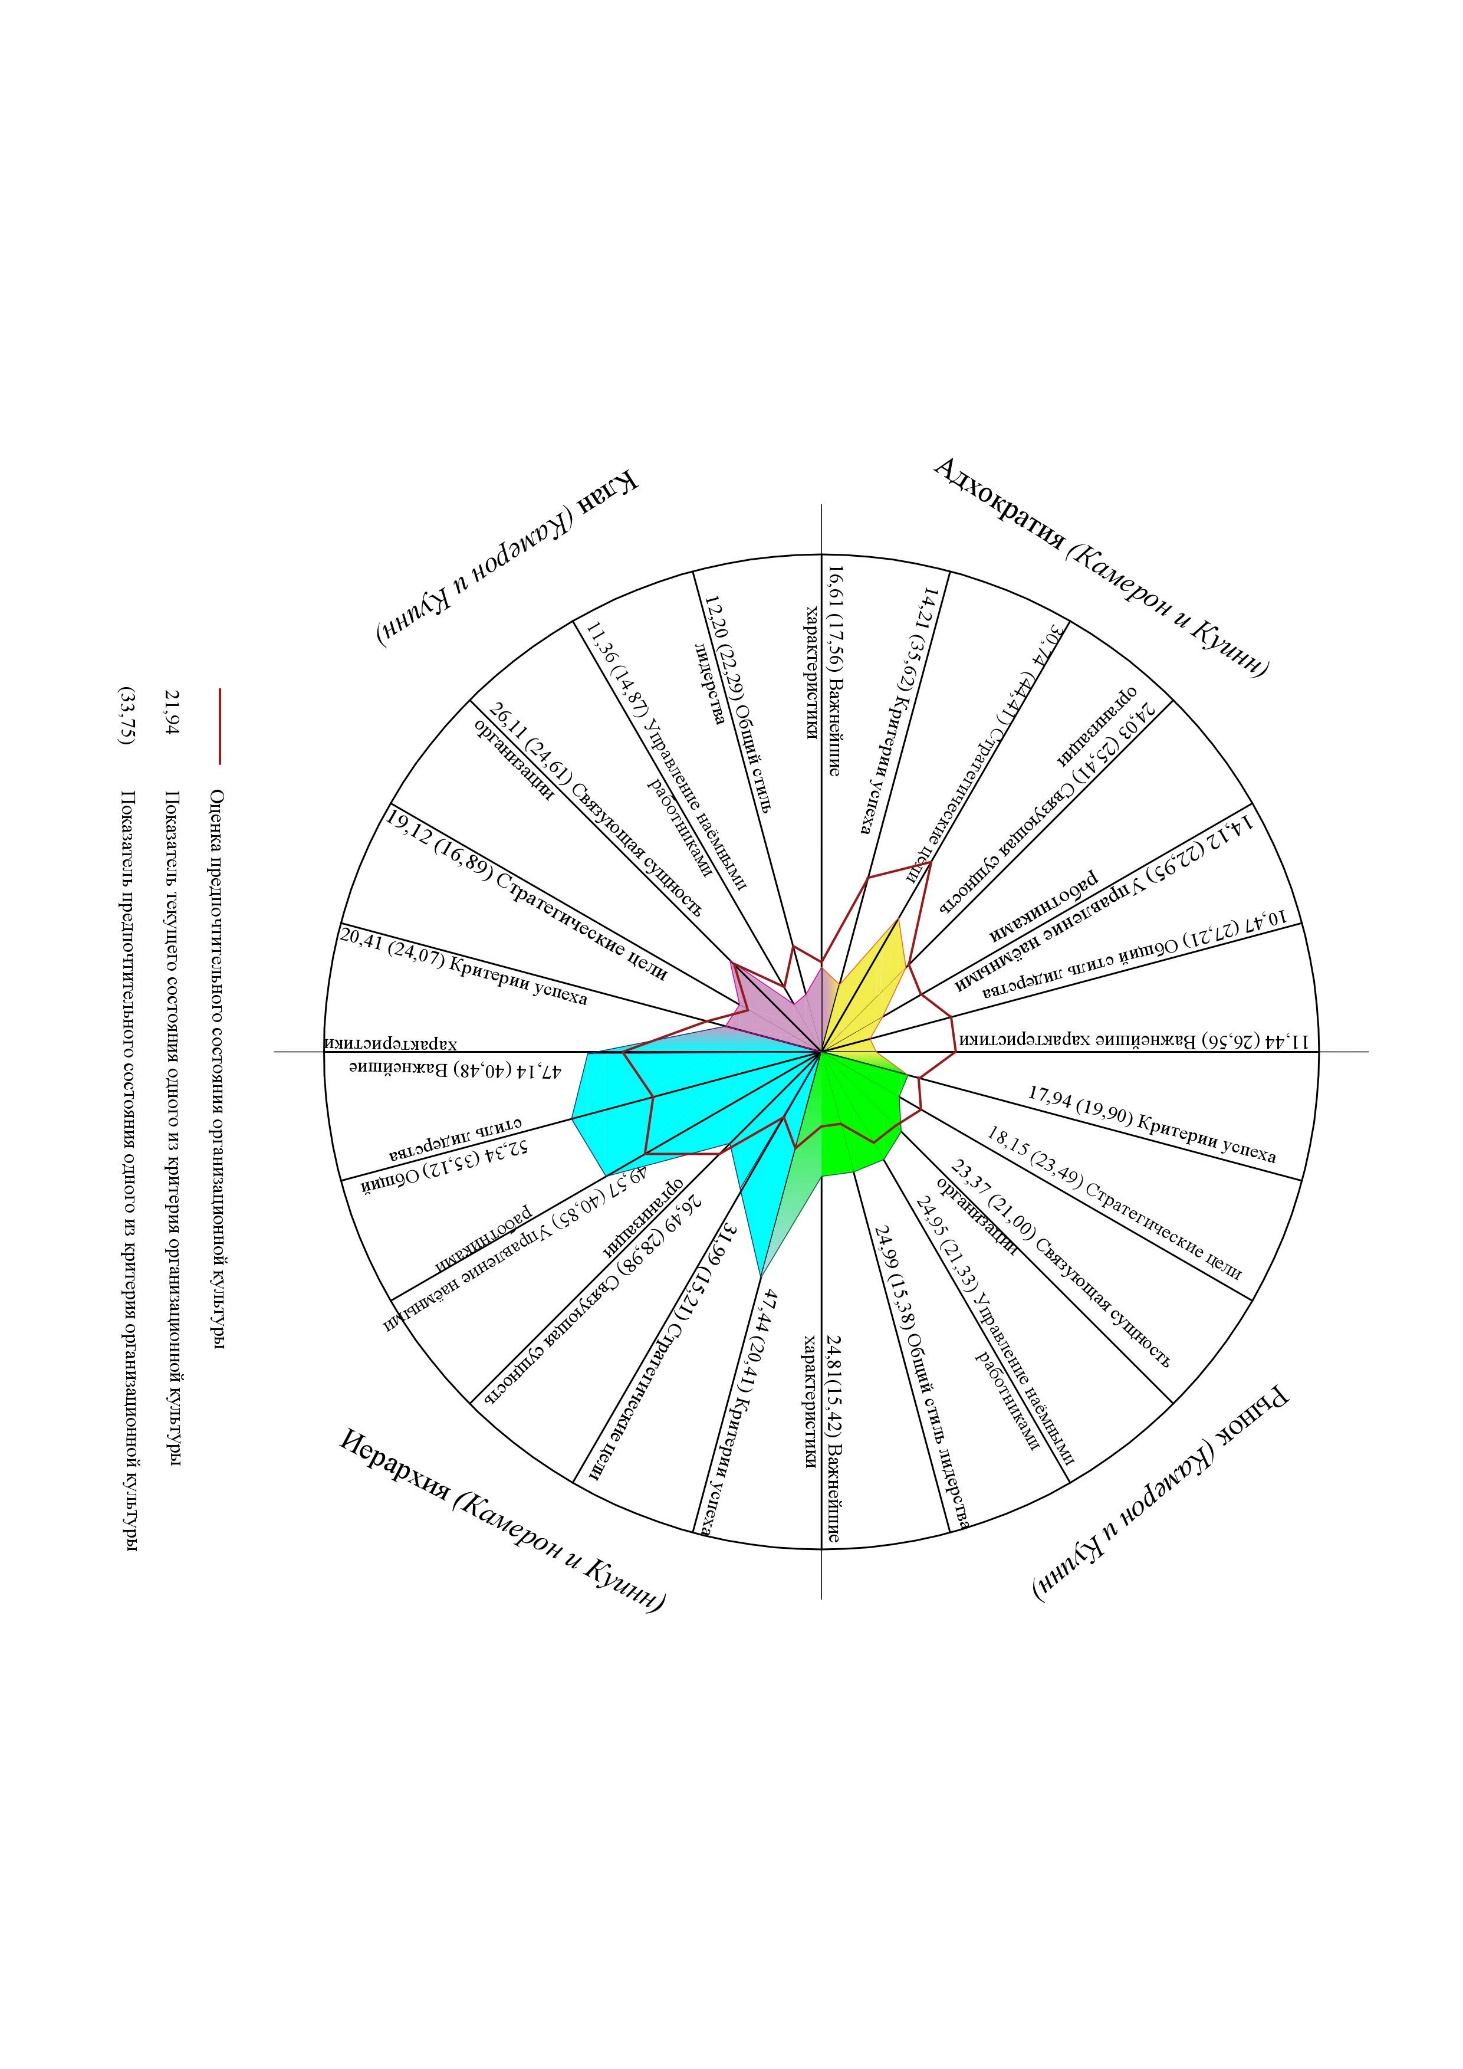 Клан (Камерон и Куинн)
Адхократия (Камерон и Куинн)
16,61 (17,56) Важнейшие
характеристики
14,21 (35,62) Критерии успеха
30,74 (44,41) Стратегические цели
24,03 (25,41) Связующая сущность
организации
14,12 (22,95) Управление наёмными
работниками
10,47 (27,21) Общий стиль лидерства
11,44 (26,56) Важнейшие характеристики
17,94 (19,90) Критерии успеха
18,15 (23,49) Стратегические цели
23,37 (21,00) Связующая сущность
организации
24,95 (21,33) Управление наёмными
работниками
24,99 (15,38) Общий стиль лидерства
24,81(15,42) Важнейшие
характеристики
47,44 (20,41) Критерии успеха
31,99 (15,21) Стратегические цели
26,49 (28,98) Связующая сущность
организации
49,57 (40,85) Управление наёмными
работниками
52,34 (35,12) Общий
стиль лидерства
47,14 (40,48) Важнейшие
характеристики
20,41 (24,07) Критерии успеха
19,12 (16,89) Стратегические цели
26,11 (24,61) Связующая сущность
организации
11,36 (14,87) Управление наёмными
работниками
12,20 (22,29) Общий стиль
лидерства
Рынок (Камерон и Куинн)
Иерархия (Камерон и Куинн)
Оценка предпочтительного состояния организационной культуры
21,94 Показатель текущего состояния одного из критерия организационной культуры
(33,75) Показатель предпочтительного состояния одного из критерия организационной культуры